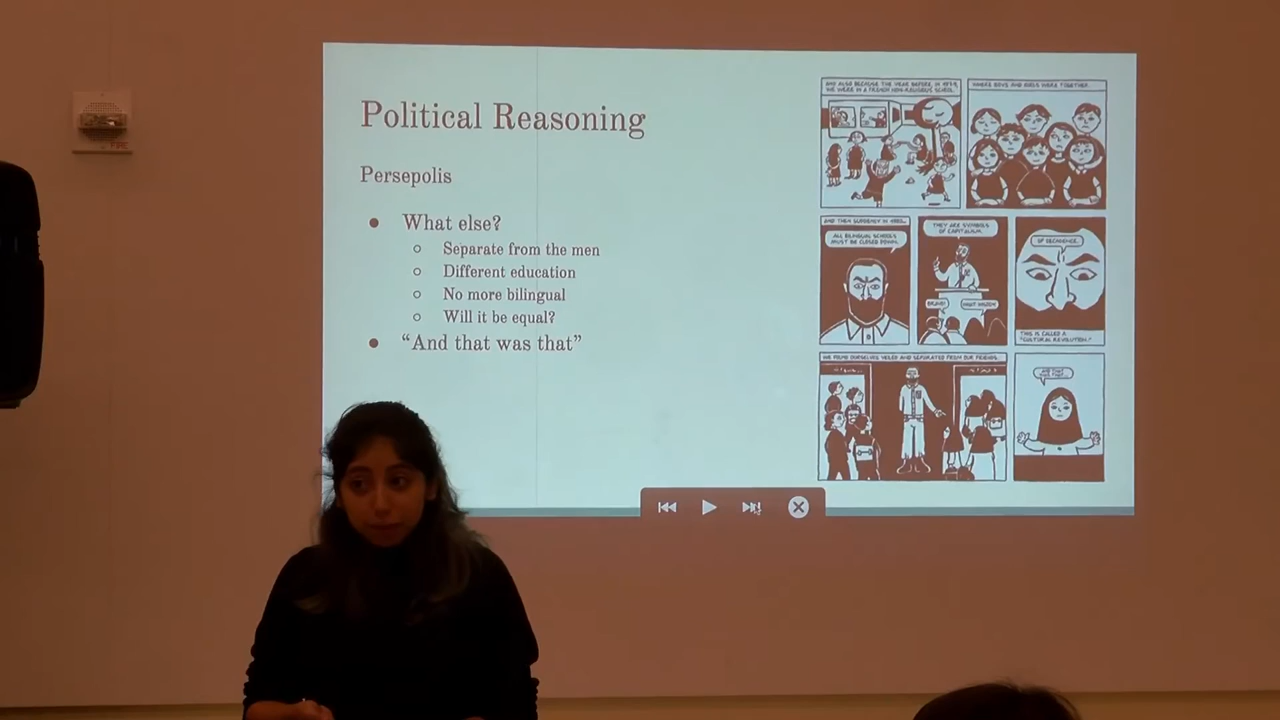 Political Reasoning
Persepolis
What else?
Separate from the men
Different education
No more bilingual
Will it be equal?
“And that was that”
AND ALSO BECAUSE THE YEAR BEFORE, IN 1979,
WE WERE IN A FRENCH NON-RELIGIOUS SCHOOL.
WHERE BOYS AND GIRLS WERE TOGETHER.
AND THEN SUDDENLY IN 1980...
ALL BILINGUAL SCHOOLS
MUST BE CLOSED DOWN.
THEY ARE SYMBOLS
OF CAPITALISM.
BRAVO!
WHAT WISDOM!
OF DECADENCE.
THIS IS CALLED A
"CULTURAL REVOLUTION."
WE FOUND OURSELVES VEILED AND SEPARATED FROM OUR FRIENDS.
FIRE